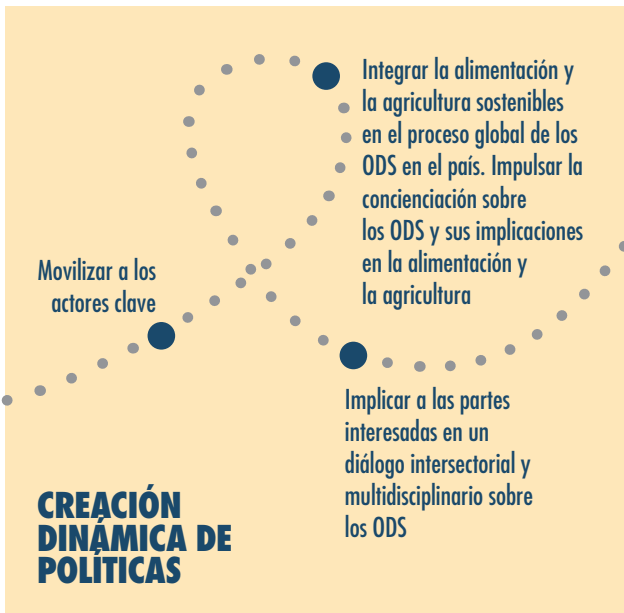 Integrar la alimentación y
la agricultura sostenibles
en el proceso global de los
ODS en el país. Impulsar la
concienciación sobre
los ODS y sus implicaciones
en la alimentación y
la agricultura
Movilizar a los
actores clave
Implicar a las partes
interesadas en un
diálogo intersectorial y
multidisciplinario sobre
los ODS
CREACIÓN
DINÁMICA DE
POLÍTICAS